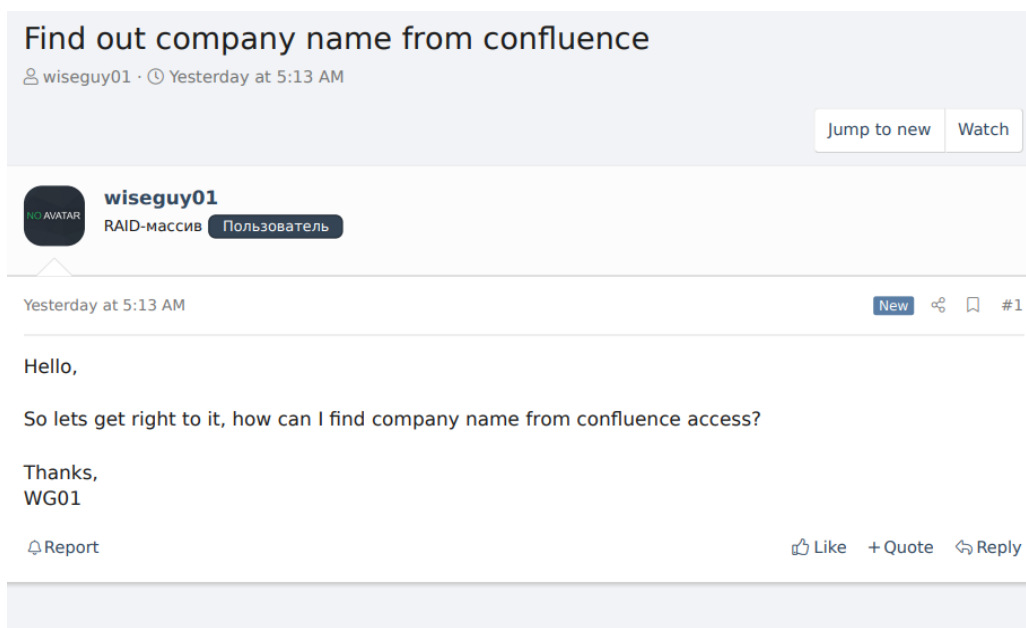 Find out company name from confluence
wiseguy01 · Yesterday at 5:13 AM
Jump to new Watch
NO AVATAR
wiseguy01
RAID-массив Пользователь
Yesterday at 5:13 AM New #1
Hello,
So lets get right to it, how can I find company name from confluence access?
Thanks,
WG01
Report Like +Quote Reply